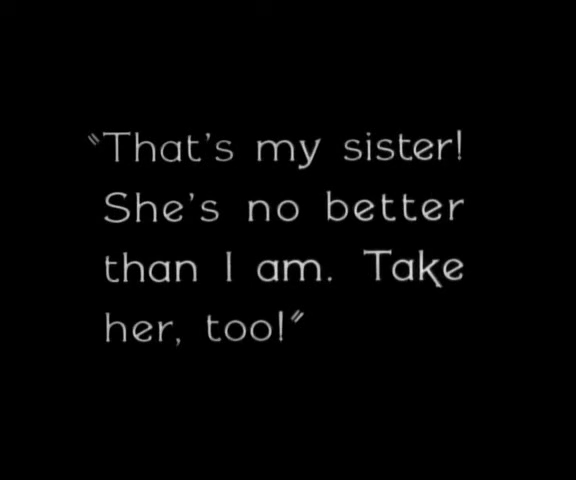 "That's my sister!
She's no better
than I am. Take
her, too!"